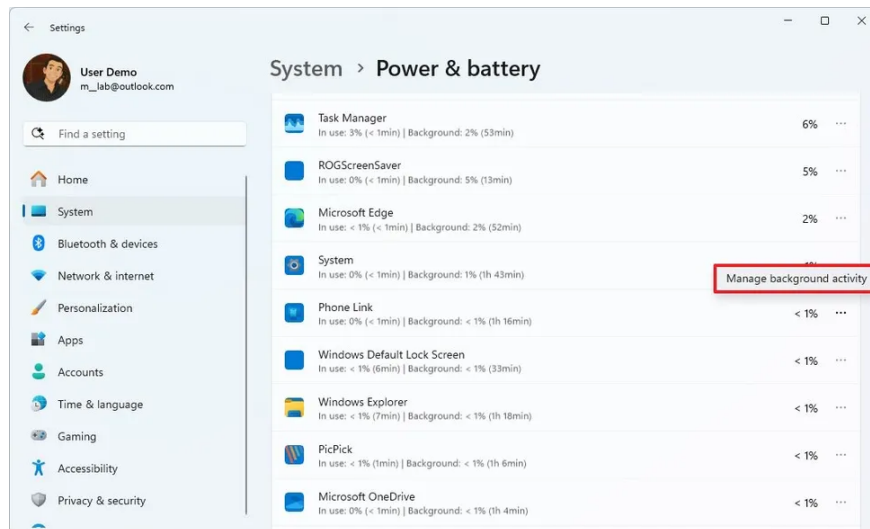 Settings
User Demo
m__lab@outlook.com
Find a setting
Home
System
Bluetooth & devices
Network & internet
Personalization
Apps
Accounts
Time & language
Gaming
Accessibility
Privacy & security
System > Power & battery
Task Manager
In use: 3% (< 1min) | Background: 2% (53min)
6%
ROGScreenSaver
In use: 0% (< 1min) | Background: 5% (13min)
5%
Microsoft Edge
In use: < 1% (< 1min) | Background: 2% (52min)
2%
System
In use: 0% (< 1min) | Background: 1% (1h 43min)
Manage background activity
Phone Link
In use: 0% (< 1min) | Background: < 1% (1h 16min)
< 1%
Windows Default Lock Screen
In use: < 1% (6min) | Background: < 1% (33min)
< 1%
Windows Explorer
In use: < 1% (7min) | Background: < 1% (1h 18min)
< 1%
PicPick
In use: < 1% (1min) | Background: < 1% (1h 6min)
< 1%
Microsoft OneDrive
In use: 0% (< 1min) | Background: < 1% (1h 4min)
< 1%